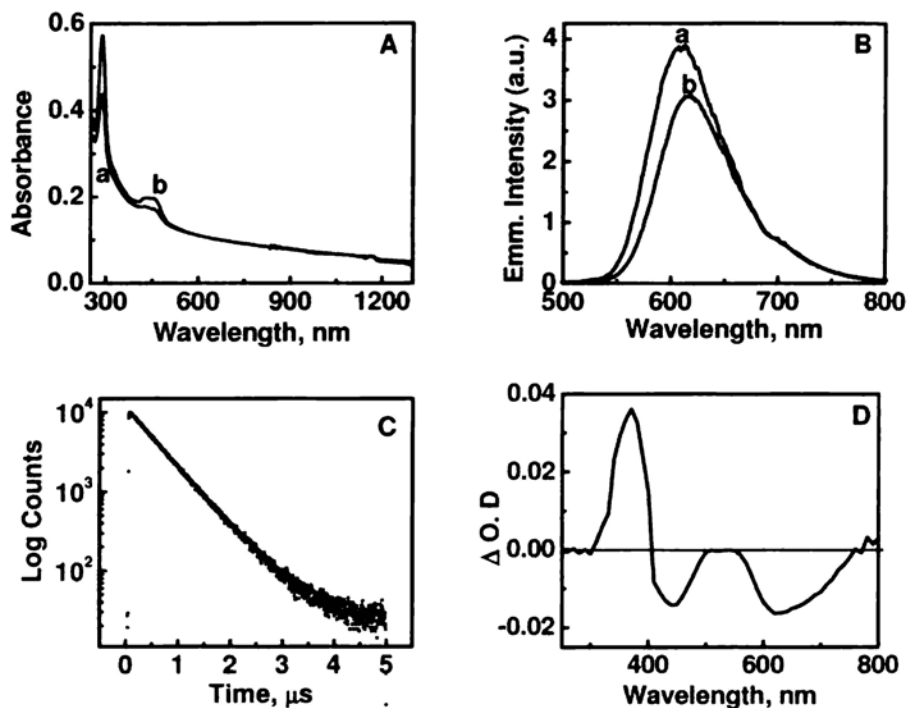 0.6
0.4
0.2
0.0
Absorbance
A
a
b
300
600
900
1200
Wavelength, nm
4
3
2
1
0
Emm. Intensity (a.u.)
B
a
b
500
600
700
800
Wavelength, nm
10⁴
10³
10²
Log Counts
C
0
1
2
3
4
5
Time, μs
0.04
0.02
0.00
-0.02
Δ O. D
D
400
600
800
Wavelength, nm